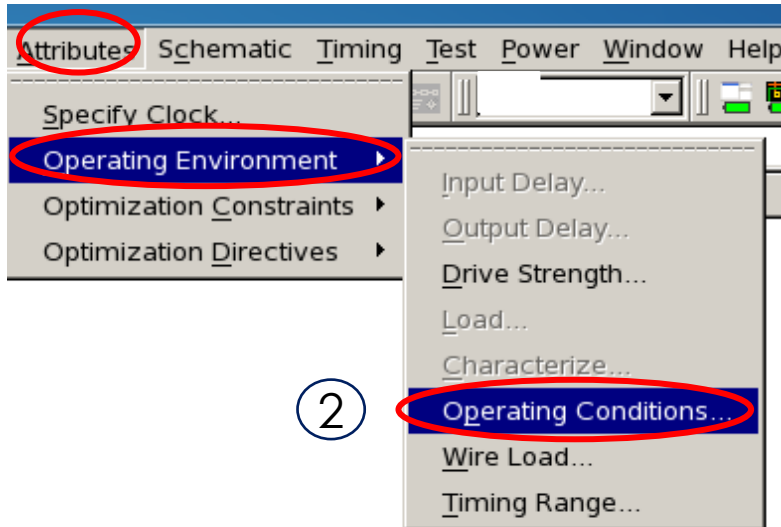 Attributes Schematic Timing Test Power Window Help
Specify Clock...
Operating Environment
Optimization Constraints
Optimization Directives
Input Delay...
Output Delay...
Drive Strength...
Load...
Characterize...
2
Operating Conditions...
Wire Load...
Timing Range...